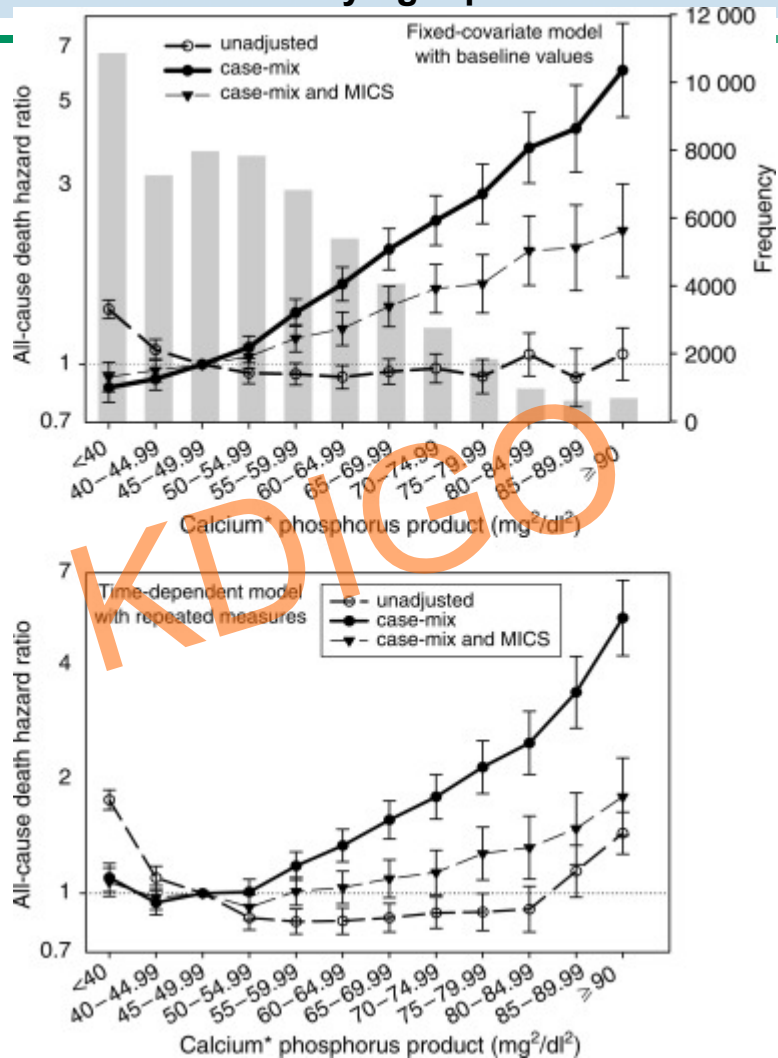 7
5
3
1
0.7
All-cause death hazard ratio
unadjusted
case-mix
case-mix and MICS
Fixed-covariate model
with baseline values
12 000
10 000
8000
6000
4000
2000
0
Frequency
<40
40–44.99
45–49.99
50–54.99
55–59.99
60–64.99
65–69.99
70–74.99
75–79.99
80–84.99
85–89.99
⩾90
Calcium* phosphorus product (mg²/dl²)
KDIGO
7
4
2
1
0.7
All-cause death hazard ratio
Time-dependent model
with repeated measures
unadjusted
case-mix
case-mix and MICS
<40
40–44.99
45–49.99
50–54.99
55–59.99
60–64.99
65–69.99
70–74.99
75–79.99
80–84.99
85–89.99
⩾90
Calcium* phosphorus product (mg²/dl²)